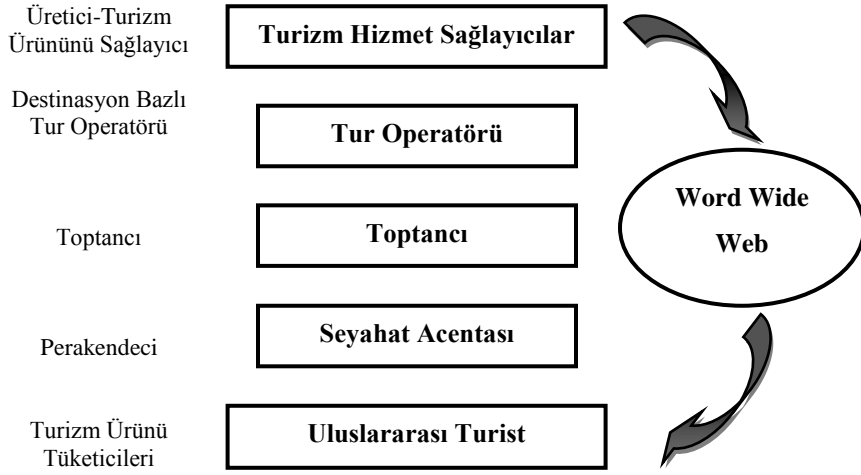 Üretici-Turizm
Ürününü Sağlayıcı
Turizm Hizmet Sağlayıcılar
Destinasyon Bazlı
Tur Operatörü
Tur Operatörü
Word Wide
Web
Toptancı
Toptancı
Perakendeci
Seyahat Acentası
Turizm Ürünü
Tüketicileri
Uluslararası Turist